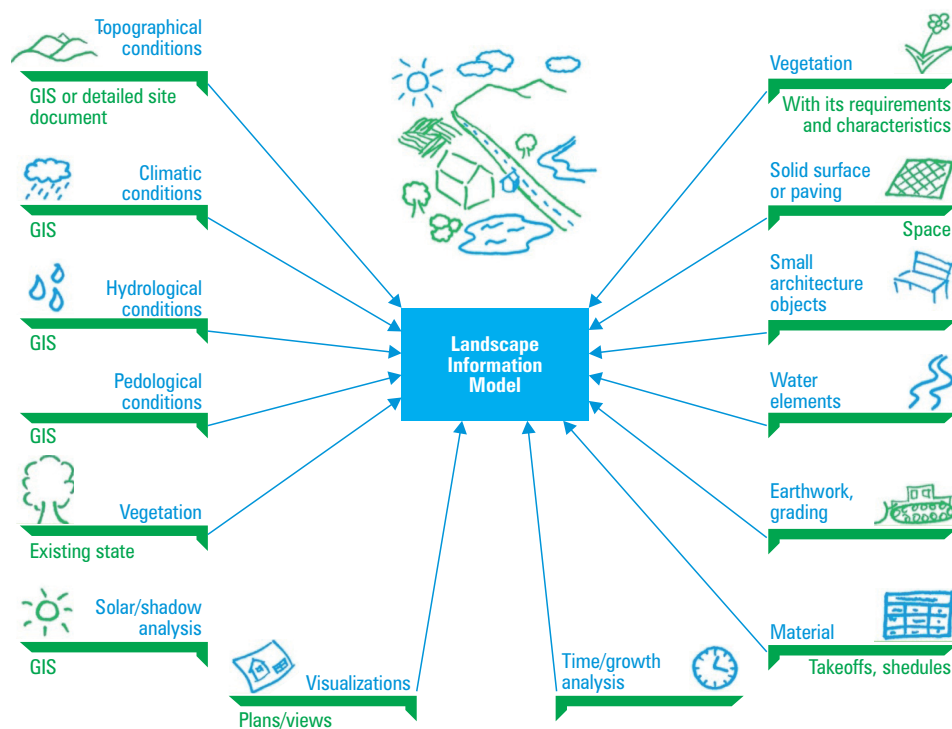 Topographical
conditions
GIS or detailed site
document
Climatic
conditions
GIS
Hydrological
conditions
GIS
Pedological
conditions
GIS
Vegetation
Existing state
Solar/shadow
analysis
GIS
Visualizations
Plans/views
Landscape
Information
Model
Time/growth
analysis
Vegetation
With its requirements
and characteristics
Solid surface
or paving
Space
Small
architecture
objects
Water
elements
Earthwork,
grading
Material
Takeoffs, shedules